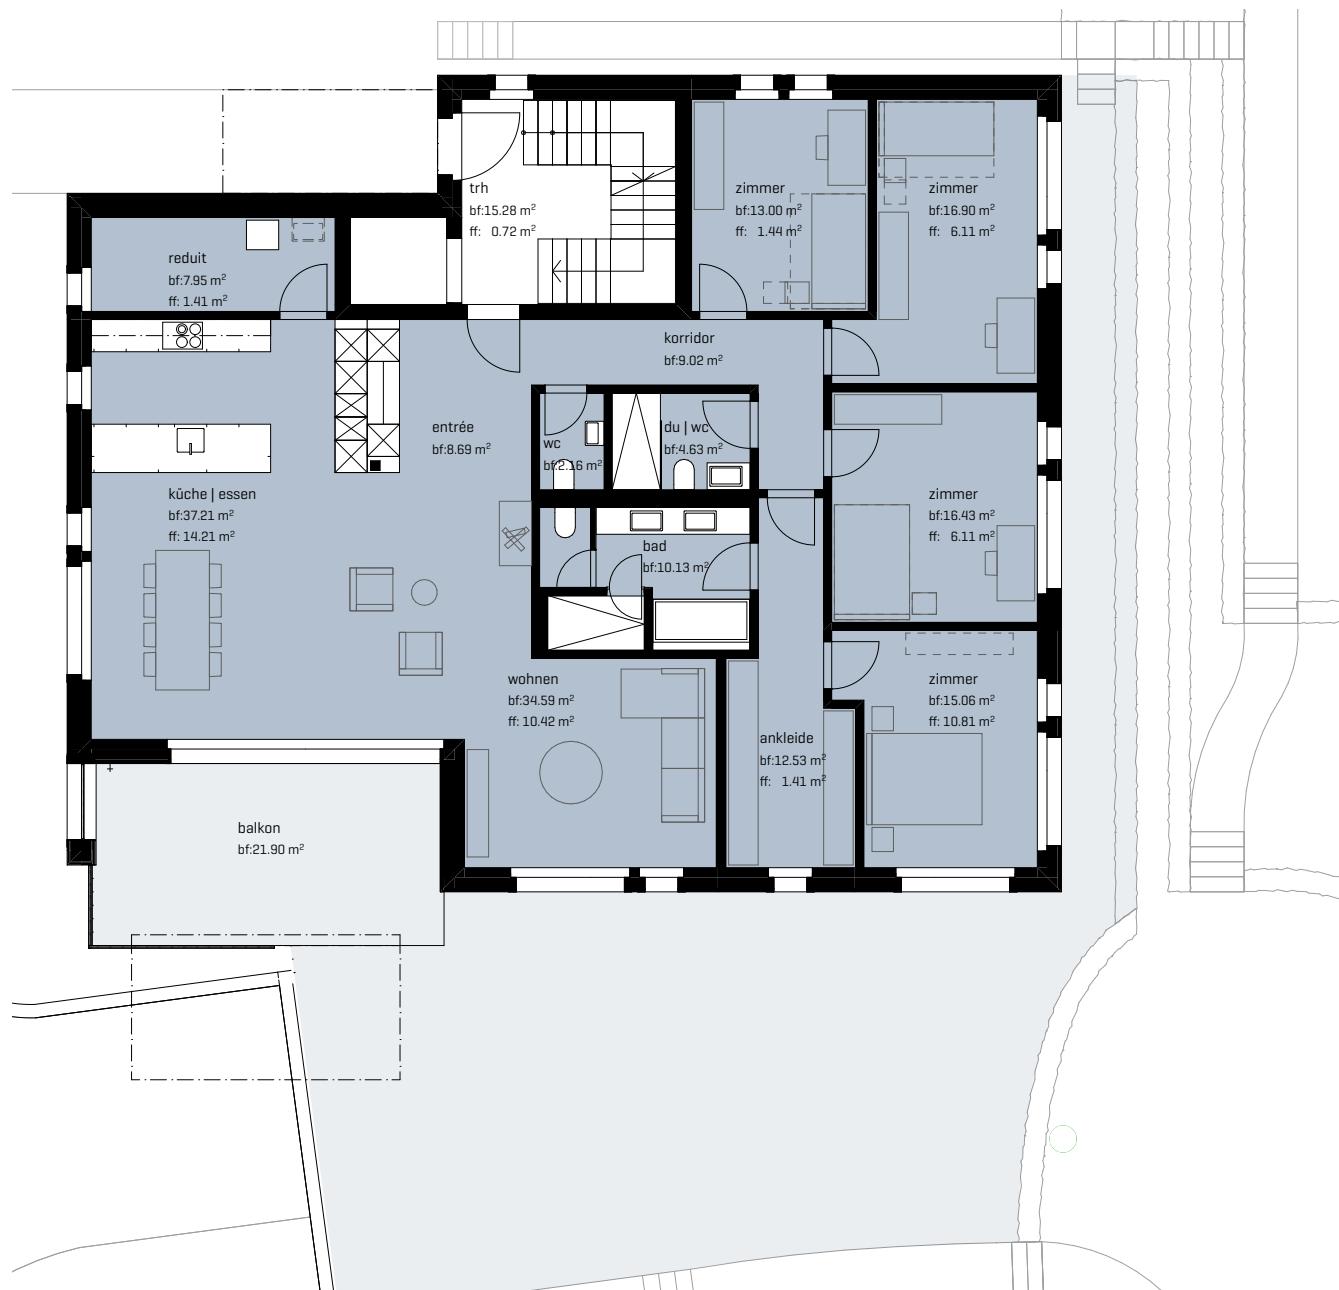 trh
bf:15.28 m²
ff: 0.72 m²
zimmer
bf:13.00 m²
ff: 1.44 m²
zimmer
bf:16.90 m²
ff: 6.11 m²
reduit
bf:7.95 m²
ff: 1.41 m²
korridor
bf:9.02 m²
entrée
bf:8.69 m²
wc
bf:2.16 m²
du | wc
bf:4.63 m²
küche | essen
bf:37.21 m²
ff: 14.21 m²
zimmer
bf:16.43 m²
ff: 6.11 m²
bad
bf:10.13 m²
wohnen
bf:34.59 m²
ff: 10.42 m²
zimmer
bf:15.06 m²
ff: 10.81 m²
ankleide
bf:12.53 m²
ff: 1.41 m²
balkon
bf:21.90 m²